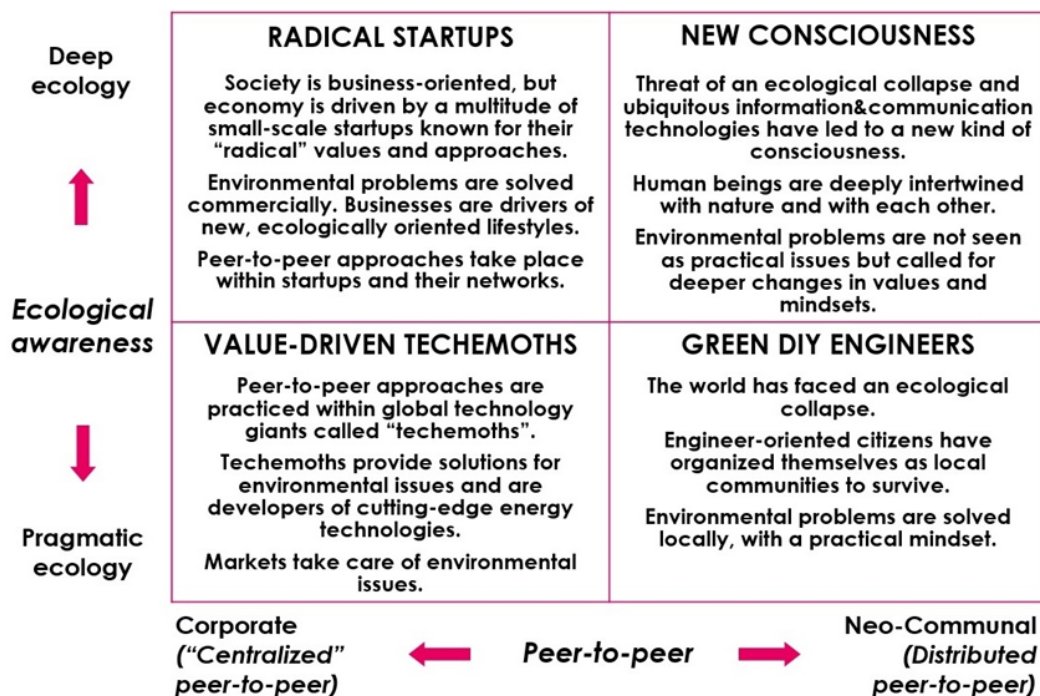 Deep
ecology
Ecological
awareness
Pragmatic
ecology
RADICAL STARTUPS
Society is business-oriented, but
economy is driven by a multitude of
small-scale startups known for their
“radical” values and approaches.
Environmental problems are solved
commercially. Businesses are drivers of
new, ecologically oriented lifestyles.
Peer-to-peer approaches take place
within startups and their networks.
NEW CONSCIOUSNESS
Threat of an ecological collapse and
ubiquitous information&communication
technologies have led to a new kind of
consciousness.
Human beings are deeply intertwined
with nature and with each other.
Environmental problems are not seen
as practical issues but called for
deeper changes in values and
mindsets.
VALUE-DRIVEN TECHEMOTHS
Peer-to-peer approaches are
practiced within global technology
giants called “techemoths”.
Techemoths provide solutions for
environmental issues and are
developers of cutting-edge energy
technologies.
Markets take care of environmental
issues.
GREEN DIY ENGINEERS
The world has faced an ecological
collapse.
Engineer-oriented citizens have
organized themselves as local
communities to survive.
Environmental problems are solved
locally, with a practical mindset.
Corporate
(“Centralized”
peer-to-peer)
Peer-to-peer
Neo-Communal
(Distributed
peer-to-peer)